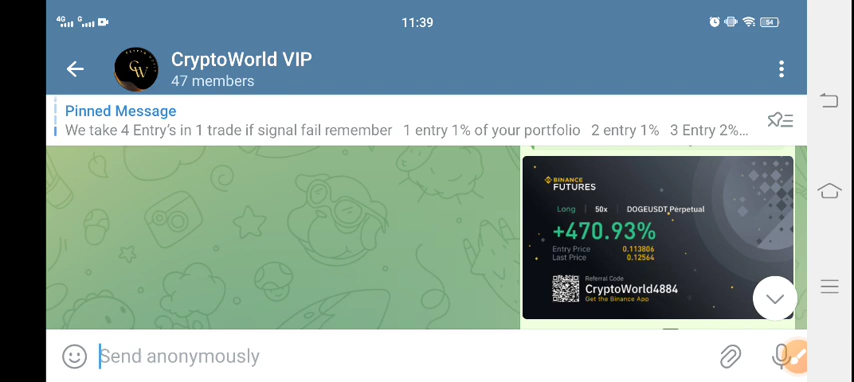 4G G 11:39 54
CryptoWorld VIP
47 members
Pinned Message
We take 4 Entry's in 1 trade if signal fail remember 1 entry 1% of your portfolio 2 entry 1% 3 Entry 2%...
BINANCE
FUTURES
Long 50x DOGEUSDT Perpetual
+470.93%
Entry Price 0.113806
Last Price 0.12564
Referral Code
CryptoWorld4884
Get the Binance App
Send anonymously